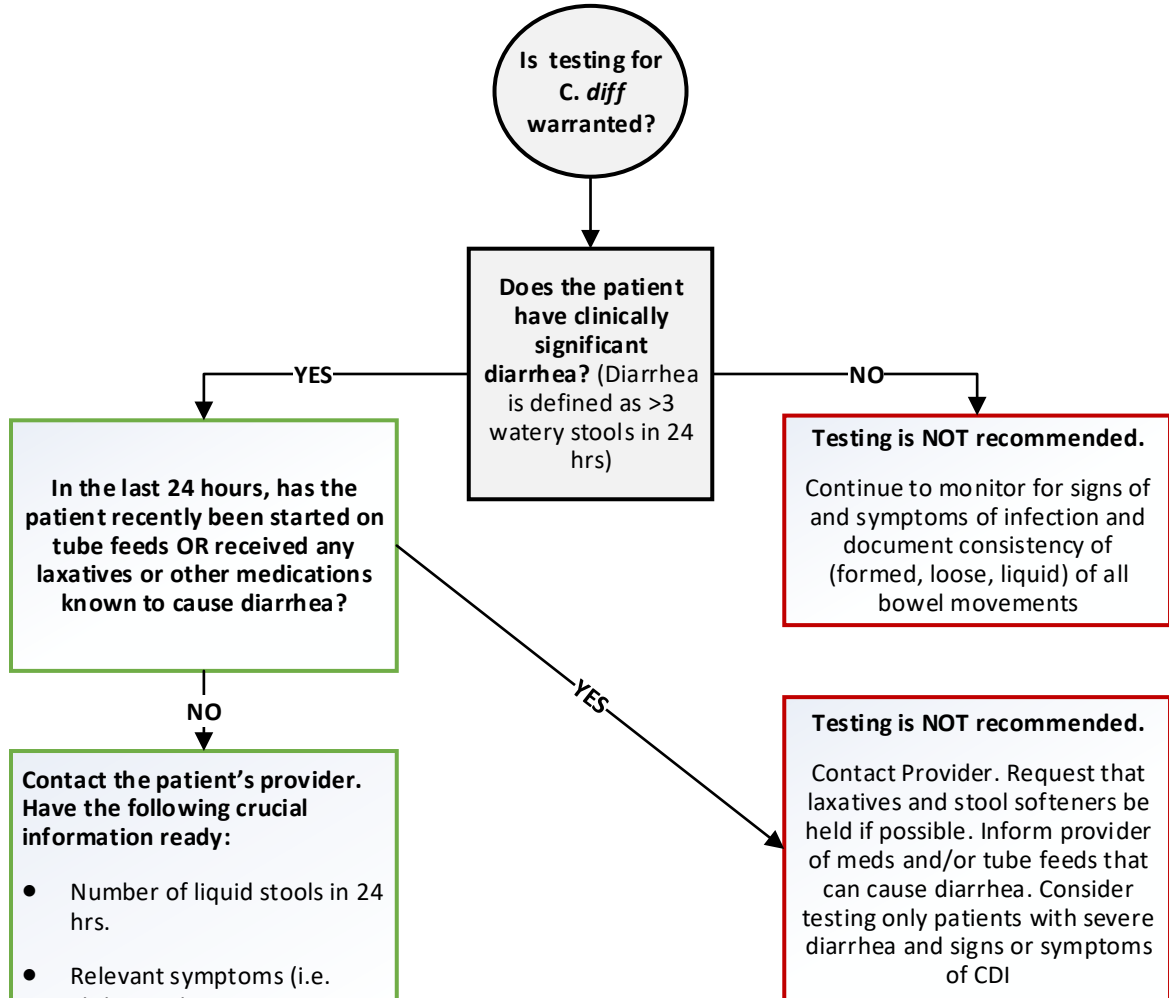 Is testing for
C. diff
warranted?
Does the patient
have clinically
significant
diarrhea? (Diarrhea
is defined as >3
watery stools in 24
hrs)
YES
NO
In the last 24 hours, has the
patient recently been started on
tube feeds OR received any
laxatives or other medications
known to cause diarrhea?
Testing is NOT recommended.
Continue to monitor for signs of
and symptoms of infection and
document consistency of
(formed, loose, liquid) of all
bowel movements
NO
YES
Contact the patient’s provider.
Have the following crucial
information ready:
● Number of liquid stools in 24
hrs.
● Relevant symptoms (i.e.
Testing is NOT recommended.
Contact Provider. Request that
laxatives and stool softeners be
held if possible. Inform provider
of meds and/or tube feeds that
can cause diarrhea. Consider
testing only patients with severe
diarrhea and signs or symptoms
of CDI